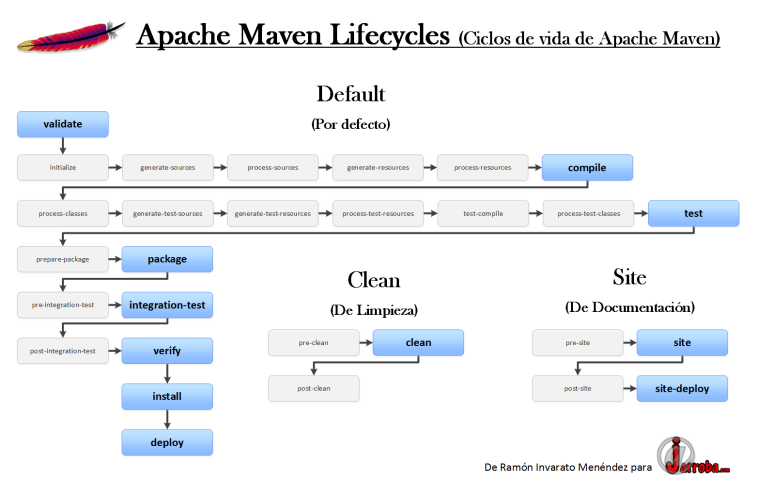 Apache Maven Lifecycles (Ciclos de vida de Apache Maven)
Default
(Por defecto)
validate
initialize generate-sources process-sources generate-resources process-resources compile
process-classes generate-test-sources generate-test-resources process-test-resources test-compile process-test-classes test
prepare-package package
pre-integration-test integration-test
post-integration-test verify
install
deploy
Clean
(De Limpieza)
pre-clean clean
post-clean
Site
(De Documentación)
pre-site site
post-site site-deploy
De Ramón Invarato Menéndez para Jarroba.com